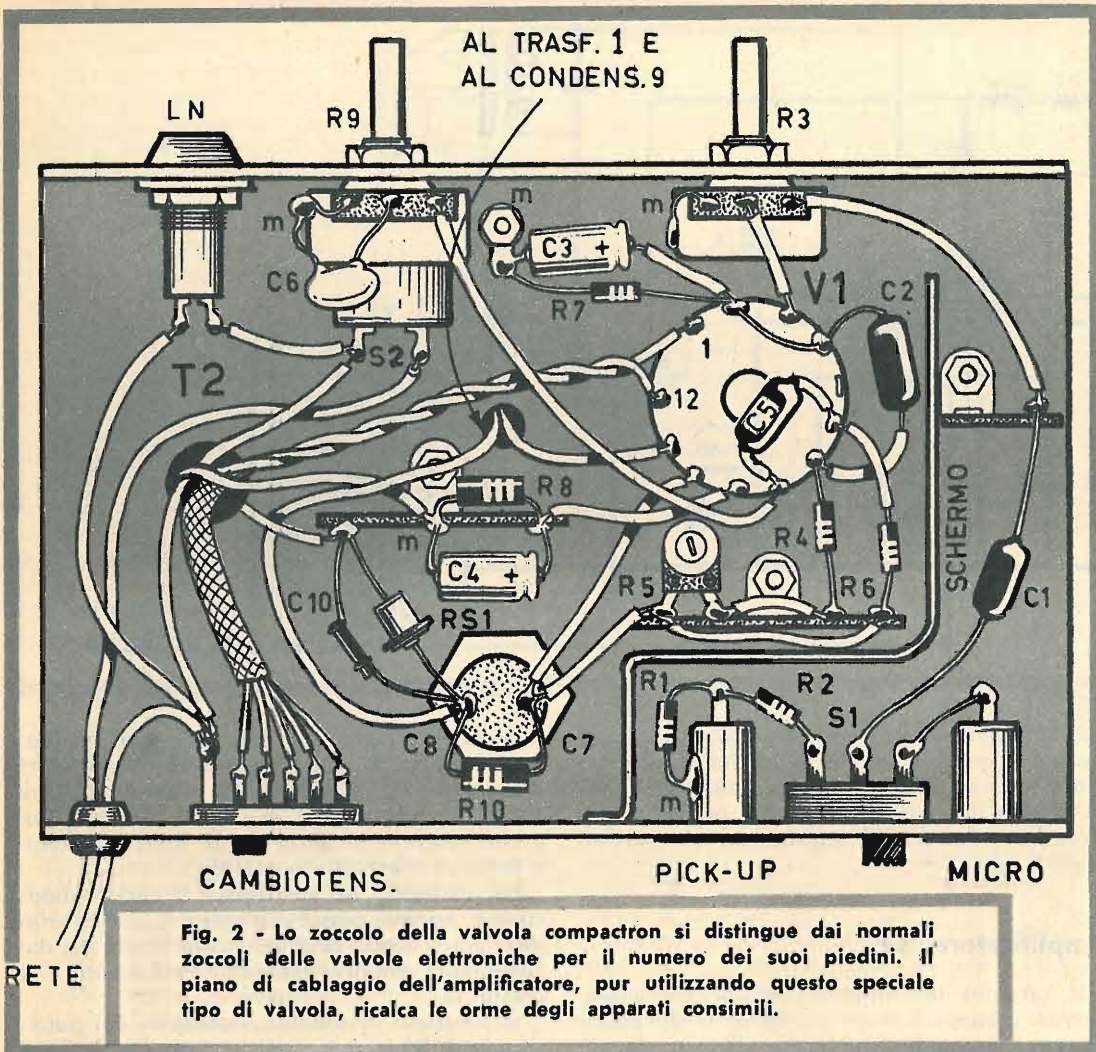 AL TRASF. 1 E
AL CONDENS. 9
LN
R9
R3
m
m
m
C3 +
C6
R7
V1
C2
1
S2
T2
12
C5
R8
m
SCHERMO
R4
C4 +
R5
R6
C1
C10
RS1
R1
R2
S1
C8
C7
m
R10
CAMBIOTENS.
PICK-UP
MICRO
RETE
Fig. 2 - Lo zoccolo della valvola compactron si distingue dai normali
zoccoli delle valvole elettroniche per il numero dei suoi piedini. Il
piano di cablaggio dell'amplificatore, pur utilizzando questo speciale
tipo di valvola, ricalca le orme degli apparati consimili.